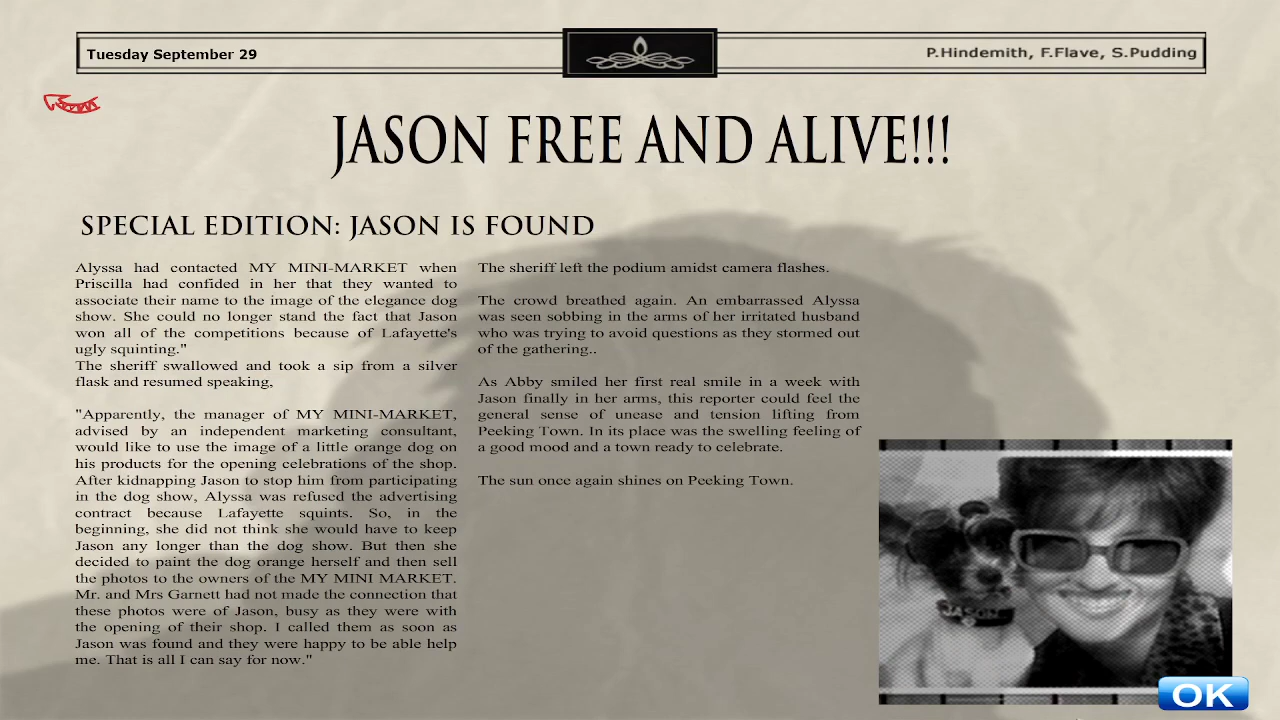 Tuesday September 29
P.Hindemith, F.Flave, S.Pudding
JASON FREE AND ALIVE!!!
SPECIAL EDITION: JASON IS FOUND
Alyssa had contacted MY MINI-MARKET when
Priscilla had confided in her that they wanted to
associate their name to the image of the elegance dog
show. She could no longer stand the fact that Jason
won all of the competitions because of Lafayette's
ugly squinting."
The sheriff swallowed and took a sip from a silver
flask and resumed speaking,
"Apparently, the manager of MY MINI-MARKET,
advised by an independent marketing consultant,
would like to use the image of a little orange dog on
his products for the opening celebrations of the shop.
After kidnapping Jason to stop him from participating
in the dog show, Alyssa was refused the advertising
contract because Lafayette squints. So, in the
beginning, she did not think she would have to keep
Jason any longer than the dog show. But then she
decided to paint the dog orange herself and then sell
the photos to the owners of the MY MINI MARKET.
Mr. and Mrs Garnett had not made the connection that
these photos were of Jason, busy as they were with
the opening of their shop. I called them as soon as
Jason was found and they were happy to be able help
me. That is all I can say for now."
The sheriff left the podium amidst camera flashes.
The crowd breathed again. An embarrassed Alyssa
was seen sobbing in the arms of her irritated husband
who was trying to avoid questions as they stormed out
of the gathering..
As Abby smiled her first real smile in a week with
Jason finally in her arms, this reporter could feel the
general sense of unease and tension lifting from
Peeking Town. In its place was the swelling feeling of
a good mood and a town ready to celebrate.
The sun once again shines on Peeking Town.
JASON
OK